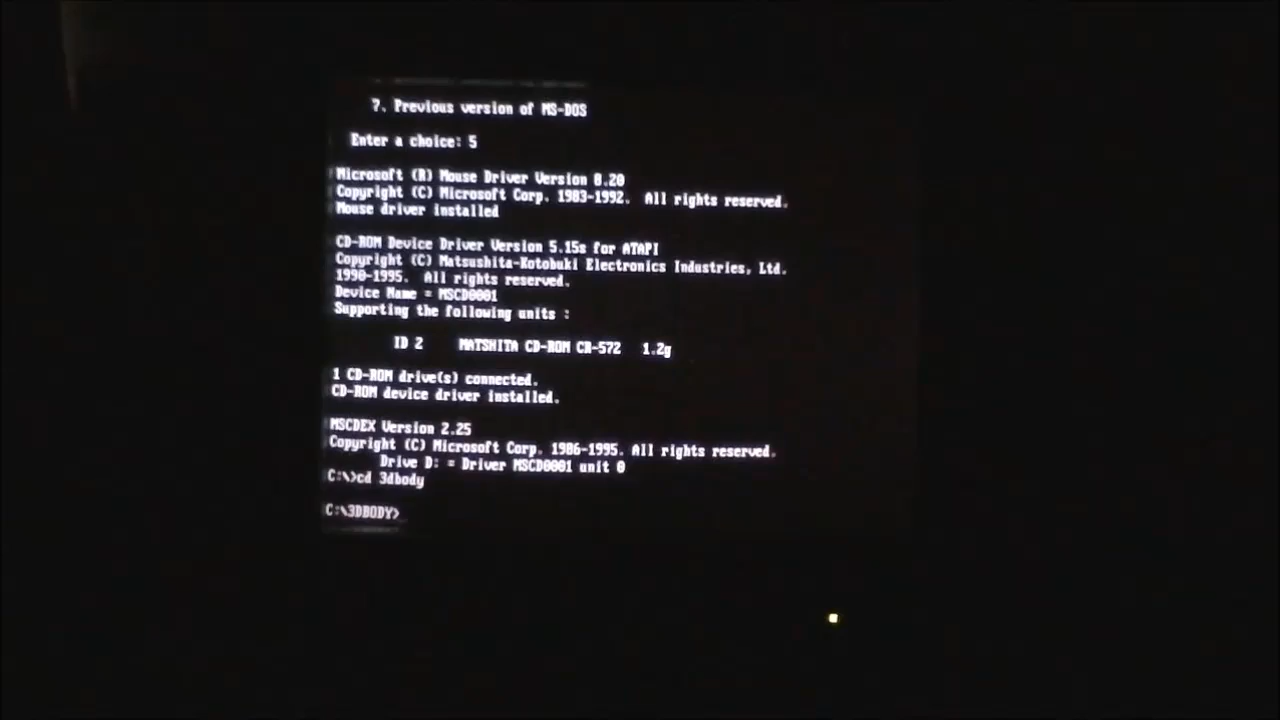 7. Previous version of MS-DOS
Enter a choice: 5
Microsoft (R) Mouse Driver Version 8.20
Copyright (C) Microsoft Corp. 1983-1992. All rights reserved.
Mouse driver installed
CD-ROM Device Driver Version 5.15s for ATAPI
Copyright (C) Matsushita-Kotobuki Electronics Industries, Ltd.
1990-1995. All rights reserved.
Device Name = MSCD0001
Supporting the following units :
ID 2 MATSHITA CD-ROM CR-572 1.2g
1 CD-ROM drive(s) connected.
CD-ROM device driver installed.
MSCDEX Version 2.25
Copyright (C) Microsoft Corp. 1986-1995. All rights reserved.
Drive D: = Driver MSCD0001 unit 0
C:\>cd 3dbody
C:\3DBODY>_